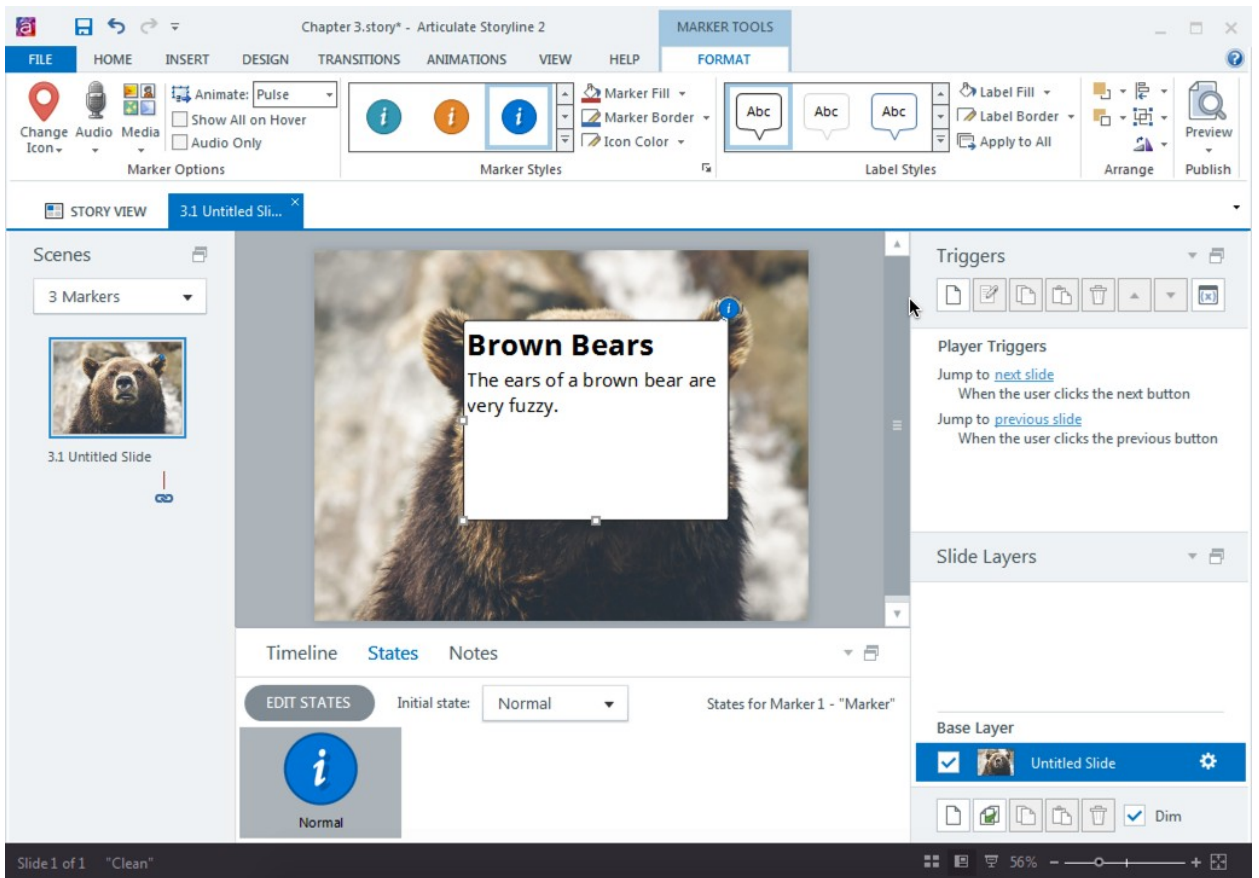 Chapter 3.story* - Articulate Storyline 2
MARKER TOOLS
FILE HOME INSERT DESIGN TRANSITIONS ANIMATIONS VIEW HELP FORMAT
Change Icon
Audio
Media
Animate: Pulse
Show All on Hover
Audio Only
Marker Options
Marker Fill
Marker Border
Icon Color
Marker Styles
Abc Abc Abc
Label Fill
Label Border
Apply to All
Label Styles
Arrange
Preview
Publish
STORY VIEW
3.1 Untitled Sli...
Scenes
3 Markers
3.1 Untitled Slide
Brown Bears
The ears of a brown bear are
very fuzzy.
Triggers
Player Triggers
Jump to next slide
When the user clicks the next button
Jump to previous slide
When the user clicks the previous button
Slide Layers
Base Layer
Untitled Slide
Dim
Timeline States Notes
EDIT STATES Initial state: Normal States for Marker 1 - "Marker"
Normal
Slide 1 of 1 "Clean" 56%